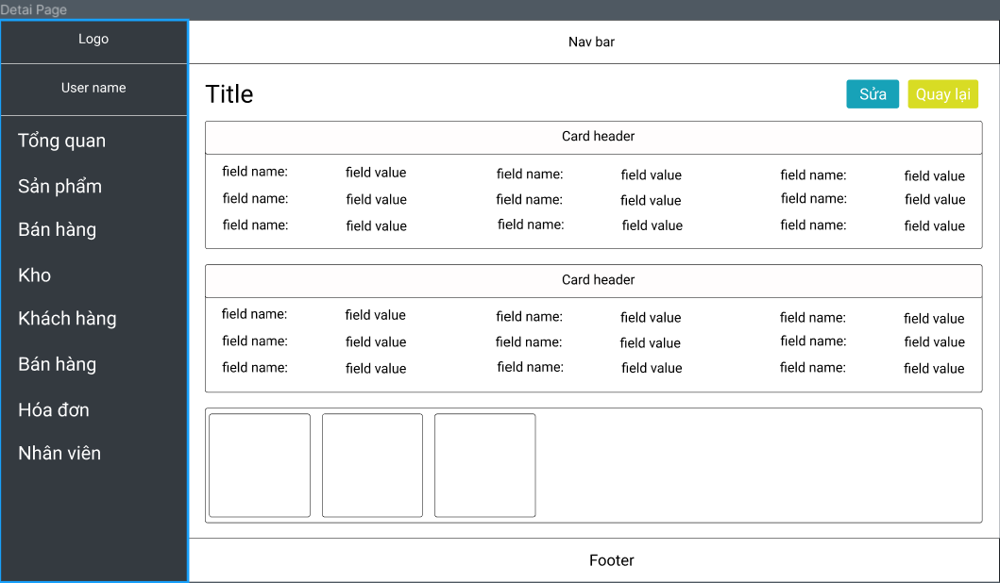 Detai Page
Logo
Nav bar
User name
Title
Sửa
Quay lại
Tổng quan
Sản phẩm
Bán hàng
Kho
Khách hàng
Bán hàng
Hóa đơn
Nhân viên
Card header
field name: field value field name: field value field name: field value
field name: field value field name: field value field name: field value
field name: field value field name: field value field name: field value
Card header
field name: field value field name: field value field name: field value
field name: field value field name: field value field name: field value
field name: field value field name: field value field name: field value
Footer